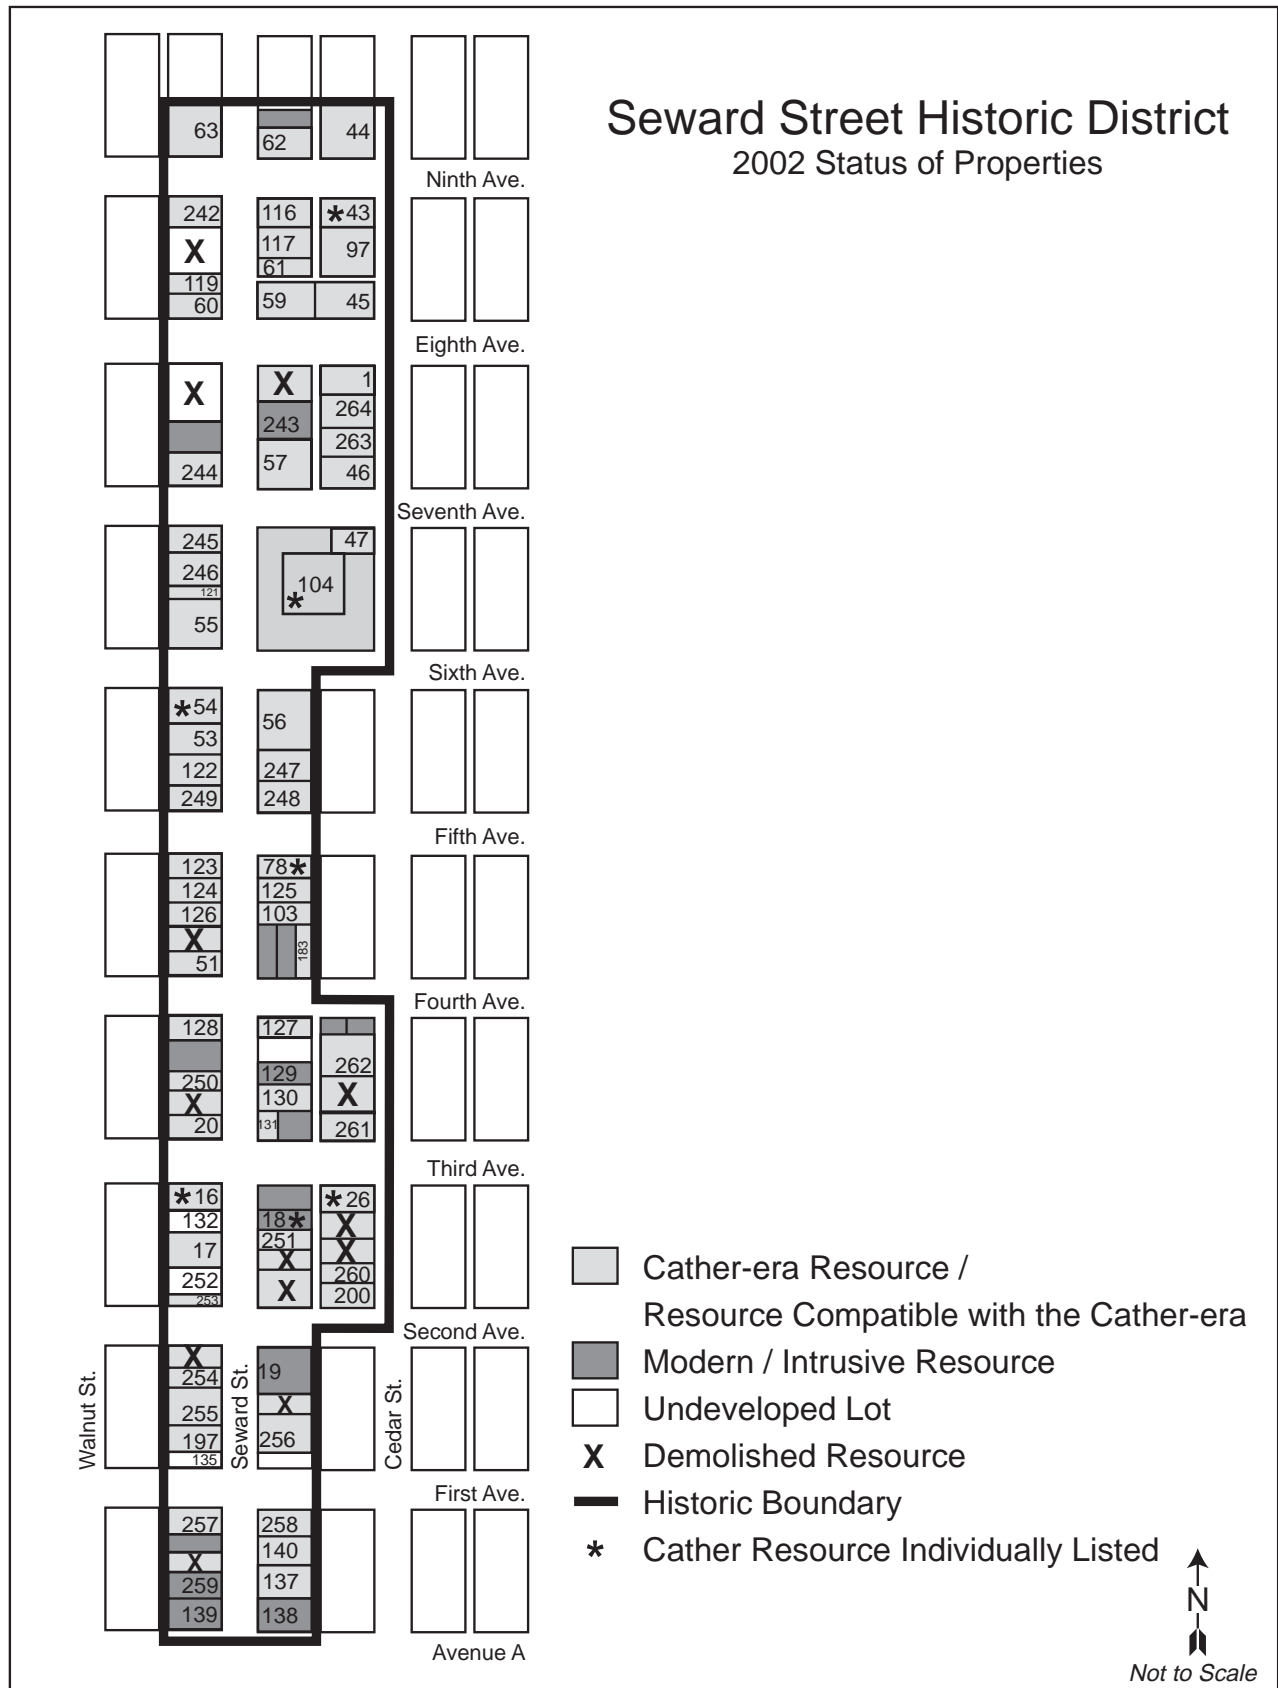 Seward Street Historic District
2002 Status of Properties
63
62
44
Ninth Ave.
242
116
*43
X
117
97
61
119
60
59
45
Eighth Ave.
X
X
1
264
243
263
244
57
46
Seventh Ave.
245
47
246
104
*
121
55
Sixth Ave.
*54
56
53
122
247
249
248
Fifth Ave.
123
78*
124
125
126
103
X
183
51
Fourth Ave.
128
127
262
129
250
130
X
X
20
131
261
Third Ave.
*16
*26
132
18*
X
17
251
X
X
252
260
253
X
200
Second Ave.
X
19
254
X
255
256
197
135
Walnut St.
Seward St.
Cedar St.
First Ave.
257
258
140
X
259
137
139
138
Avenue A
Cather-era Resource /
Resource Compatible with the Cather-era
Modern / Intrusive Resource
Undeveloped Lot
X Demolished Resource
Historic Boundary
* Cather Resource Individually Listed
N
Not to Scale